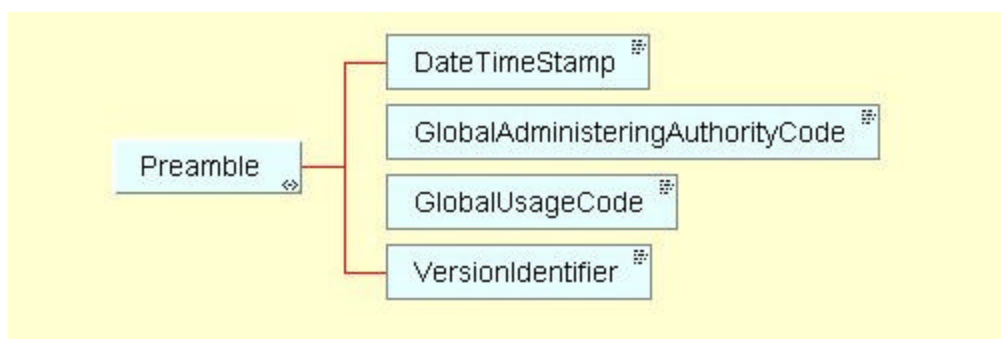 DateTimeStamp
GlobalAdministeringAuthorityCode
Preamble
GlobalUsageCode
VersionIdentifier